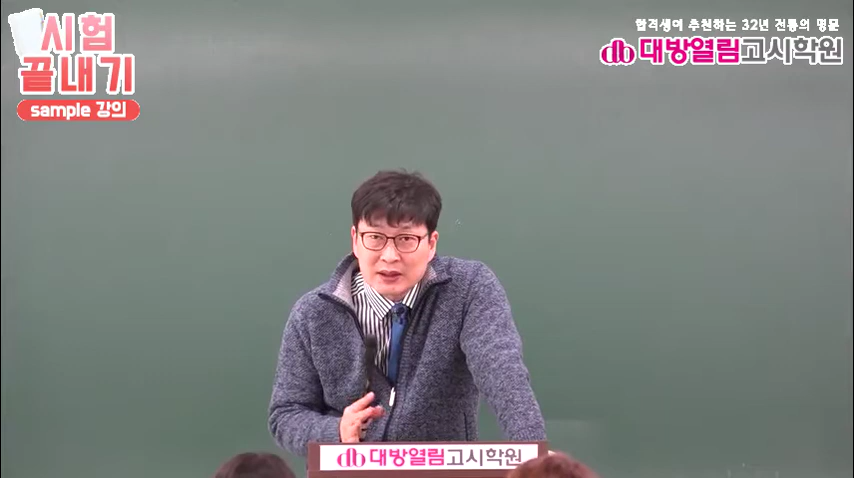 시험
끝내기
sample 강의
합격생이 추천하는 32년 전통의 명문
db 대방열림고시학원
db 대방열림고시학원